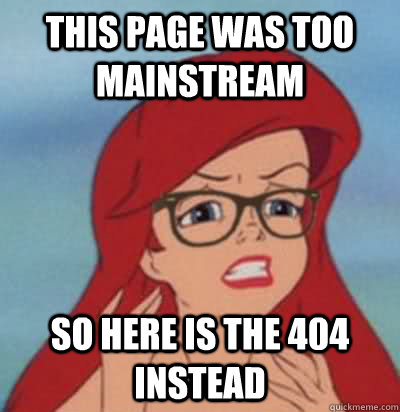 THIS PAGE WAS TOO
MAINSTREAM
SO HERE IS THE 404
INSTEAD
quickmeme.com